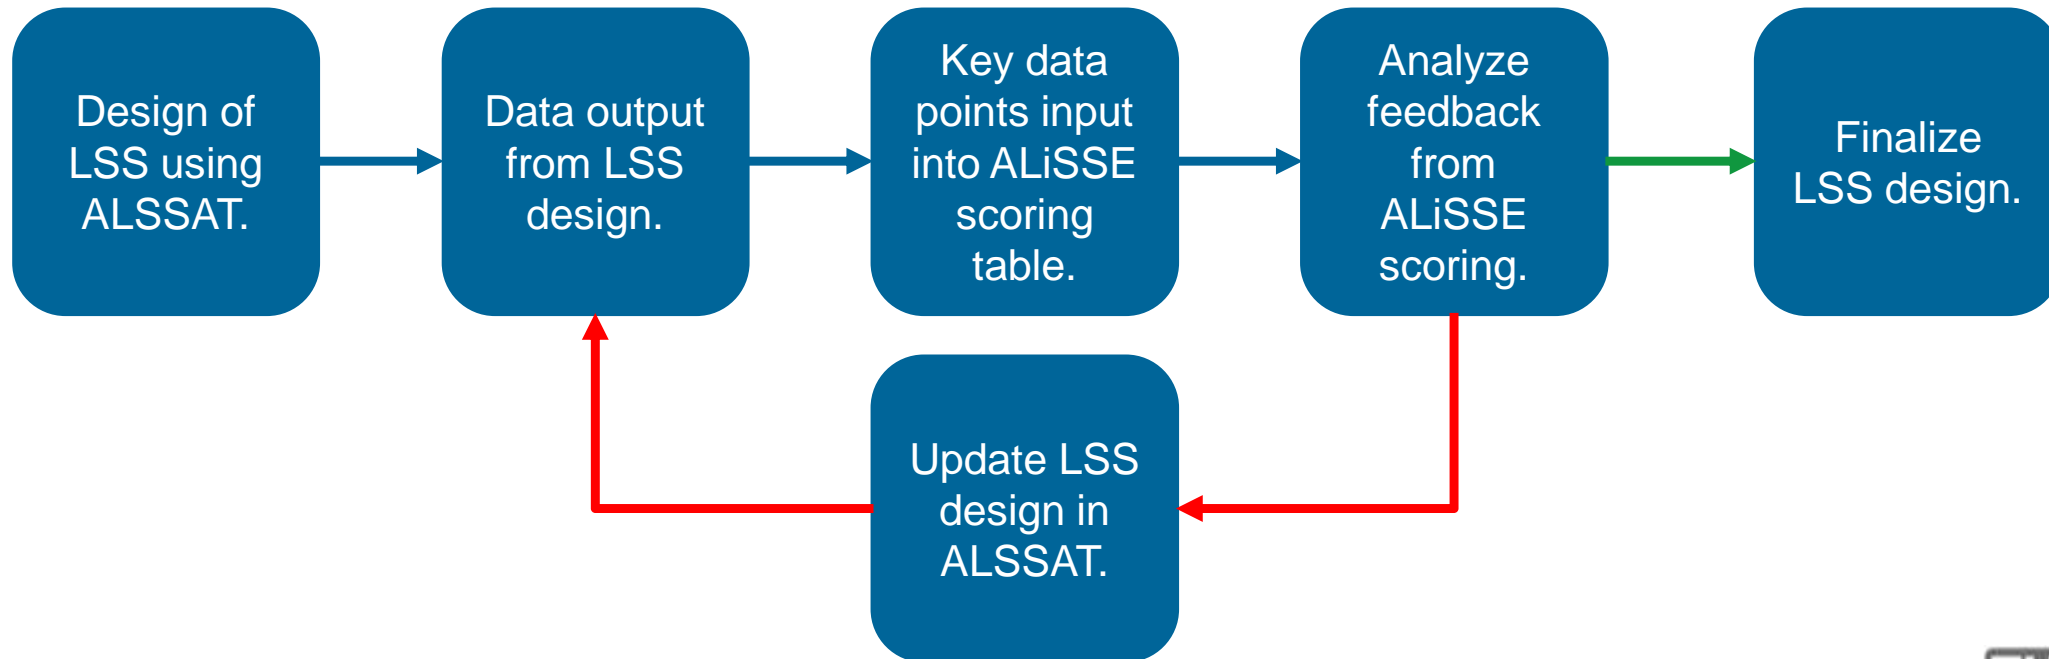 Design of
LSS using
ALSSAT.
Data output
from LSS
design.
Key data
points input
into ALiSSE
scoring
table.
Analyze
feedback
from
ALiSSE
scoring.
Finalize
LSS design.
Update LSS
design in
ALSSAT.